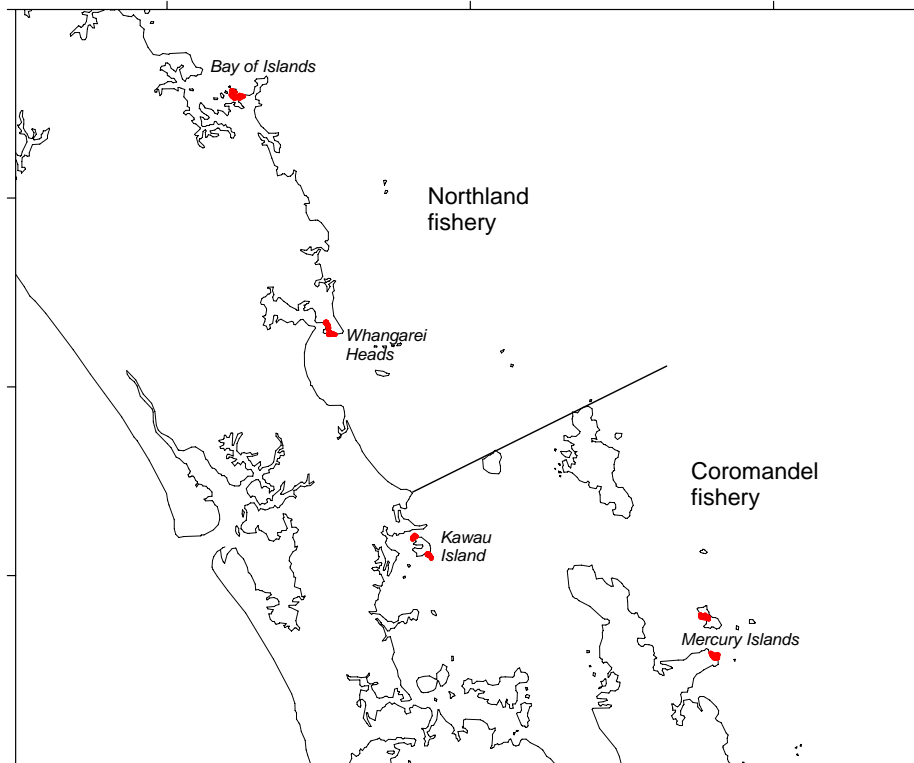 Bay of Islands
Northland
fishery
Whangarei
Heads
Coromandel
fishery
Kawau
Island
Mercury Islands